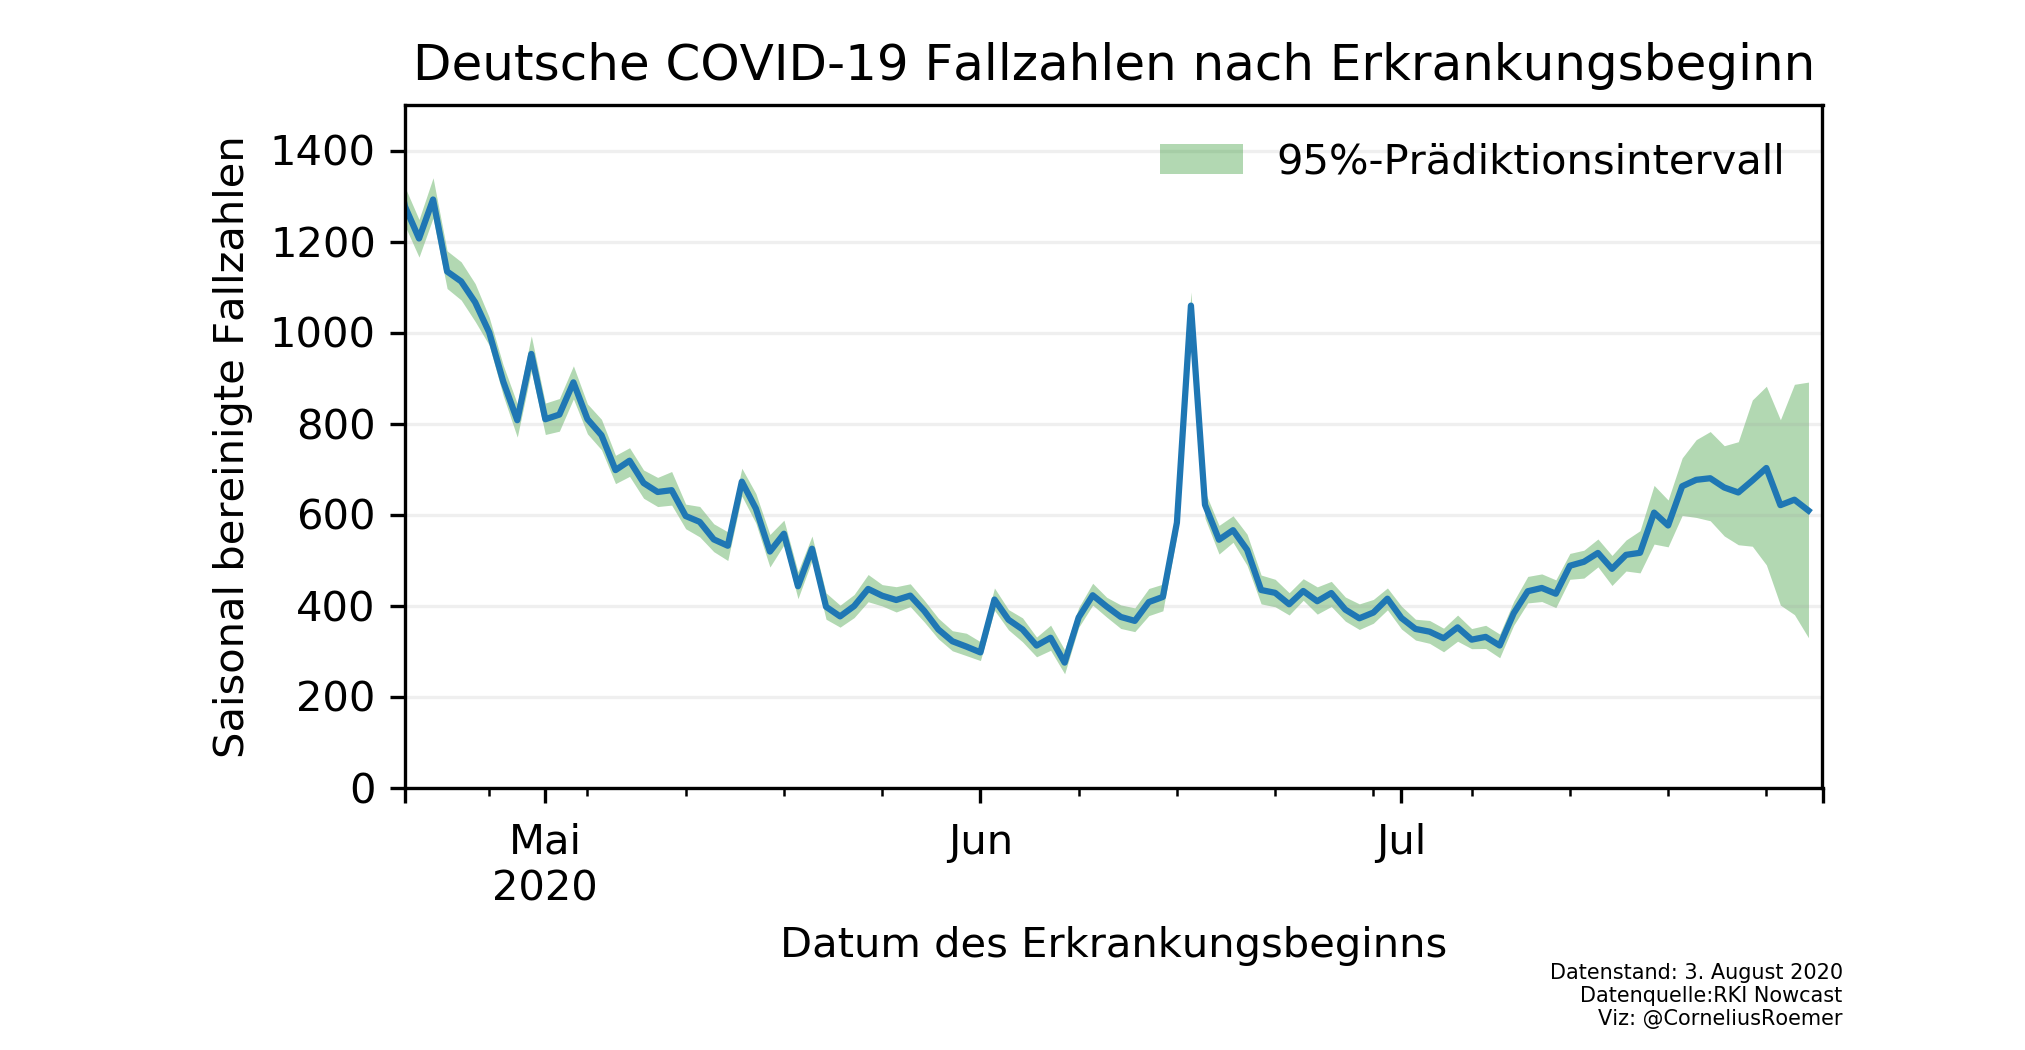 Deutsche COVID-19 Fallzahlen nach Erkrankungsbeginn
95%-Prädiktionsintervall
Saisonal bereinigte Fallzahlen
1400
1200
1000
800
600
400
200
0
Mai
2020
Jun
Jul
Datum des Erkrankungsbeginns
Datenstand: 3. August 2020
Datenquelle:RKI Nowcast
Viz: @CorneliusRoemer